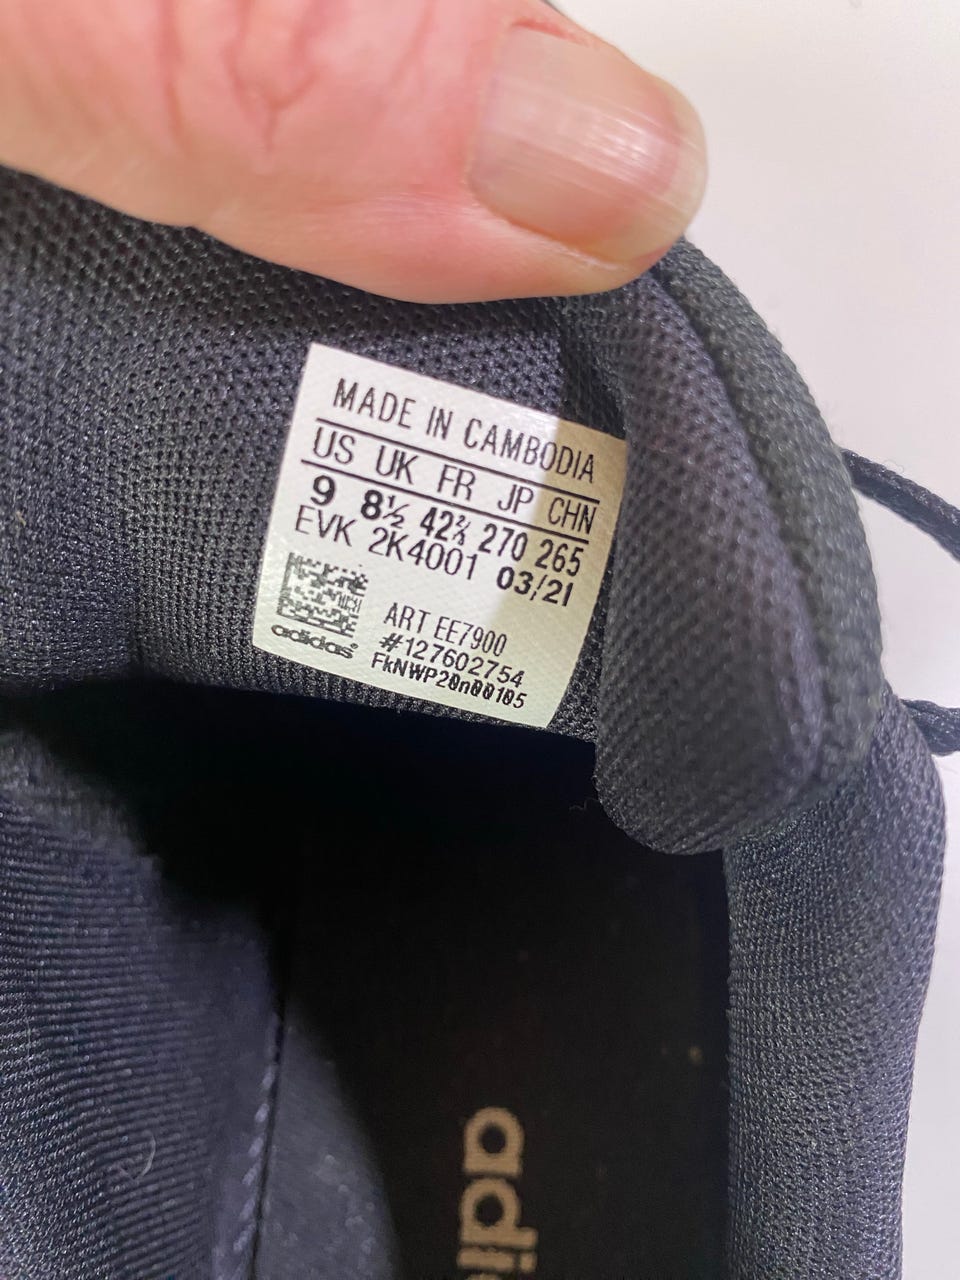 MADE IN CAMBODIA
US UK FR JP CHN
9 8½ 42⅔ 270 265
EVK 2K4001 03/21
ART EE7900
#127602754
adidas
FkNWP20n00105
adi